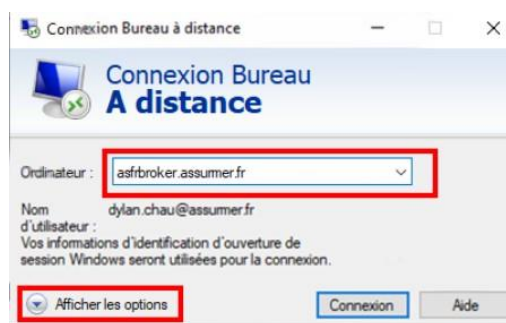 Connexion Bureau à distance
Connexion Bureau
A distance
Ordinateur :
asfrbroker.assurmer.fr
Nom
d'utilisateur :
dylan.chau@assurmer.fr
Vos informations d'identification d'ouverture de
session Windows seront utilisées pour la connexion.
Afficher les options
Connexion
Aide